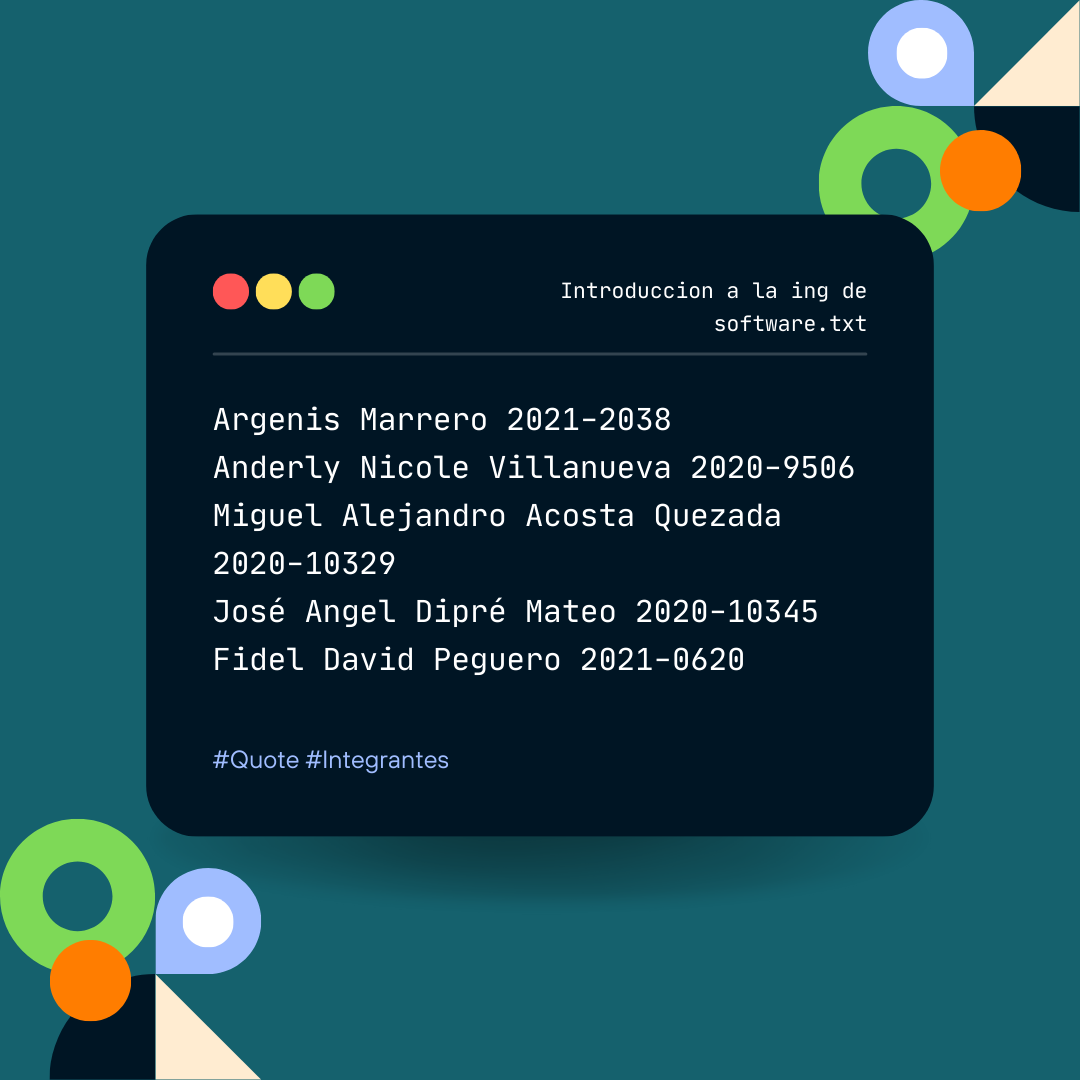 Introduccion a la ing de
software.txt
Argenis Marrero 2021-2038
Anderly Nicole Villanueva 2020-9506
Miguel Alejandro Acosta Quezada
2020-10329
José Angel Dipré Mateo 2020-10345
Fidel David Peguero 2021-0620
#Quote #Integrantes